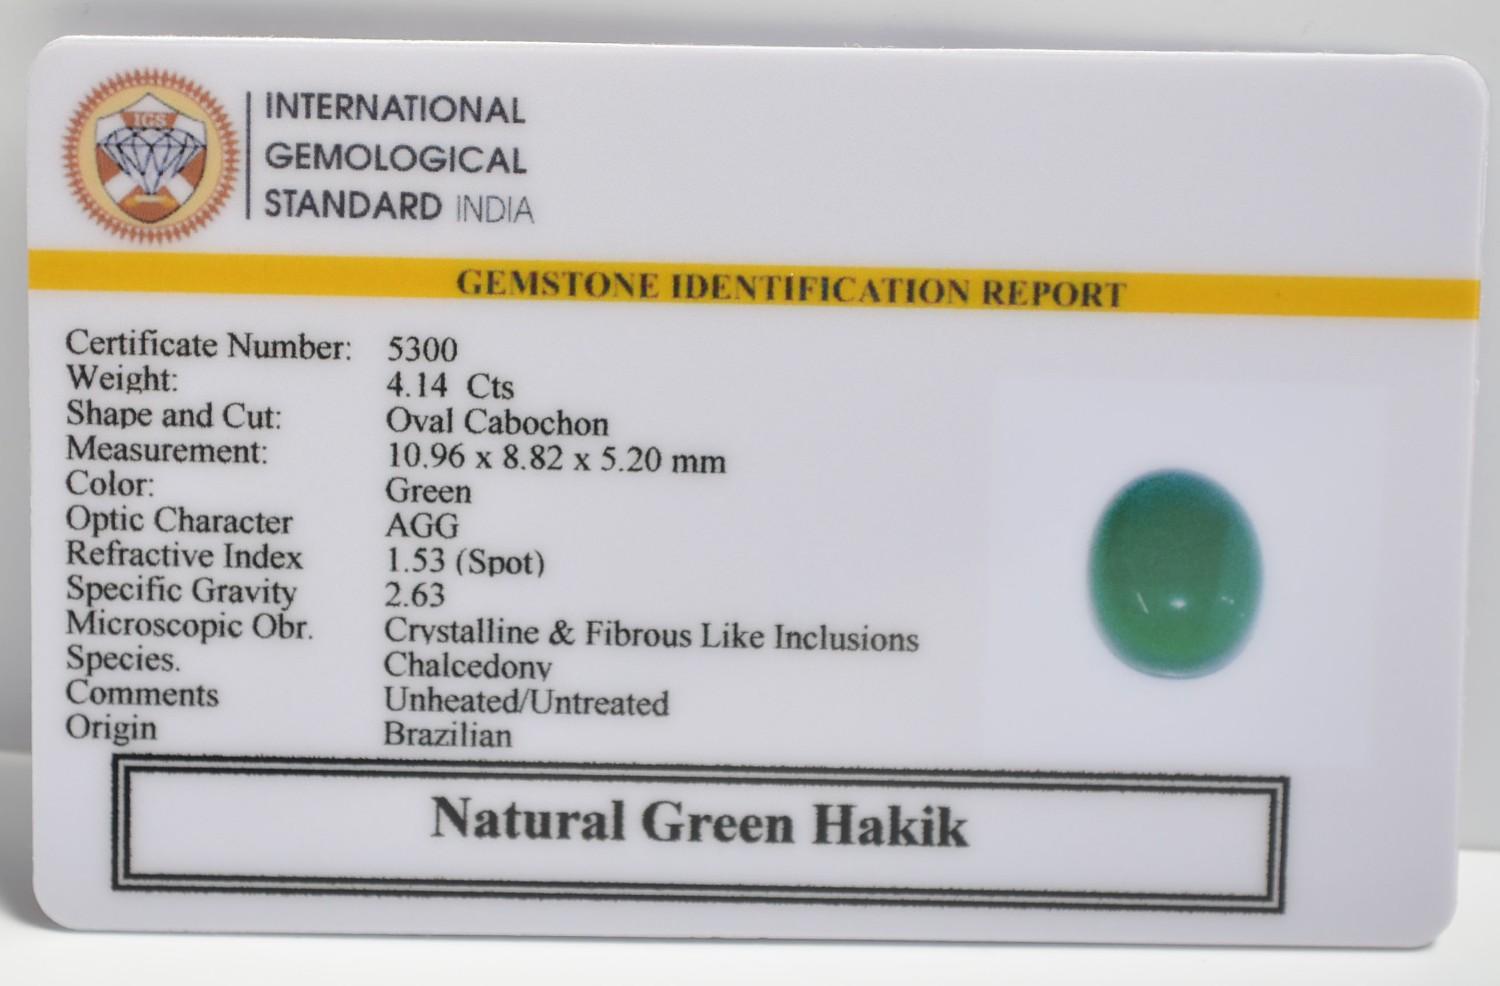 IGS
INTERNATIONAL
GEMOLOGICAL
STANDARD INDIA
GEMSTONE IDENTIFICATION REPORT
Certificate Number: 5300
Weight: 4.14 Cts
Shape and Cut: Oval Cabochon
Measurement: 10.96 x 8.82 x 5.20 mm
Color: Green
Optic Character AGG
Refractive Index 1.53 (Spot)
Specific Gravity 2.63
Microscopic Obr. Crystalline & Fibrous Like Inclusions
Species. Chalcedony
Comments Unheated/Untreated
Origin Brazilian
Natural Green Hakik